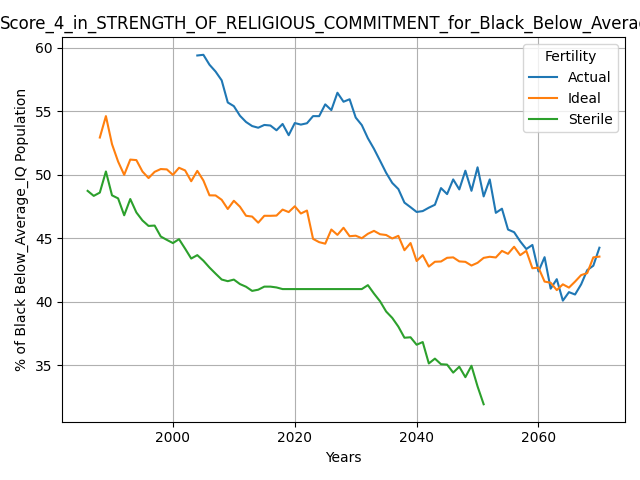 Score_4_in_STRENGTH_OF_RELIGIOUS_COMMITMENT_for_Black_Below_Avera
Fertility
Actual
Ideal
Sterile
% of Black Below_Average_IQ Population
60
55
50
45
40
35
2000
2020
2040
2060
Years